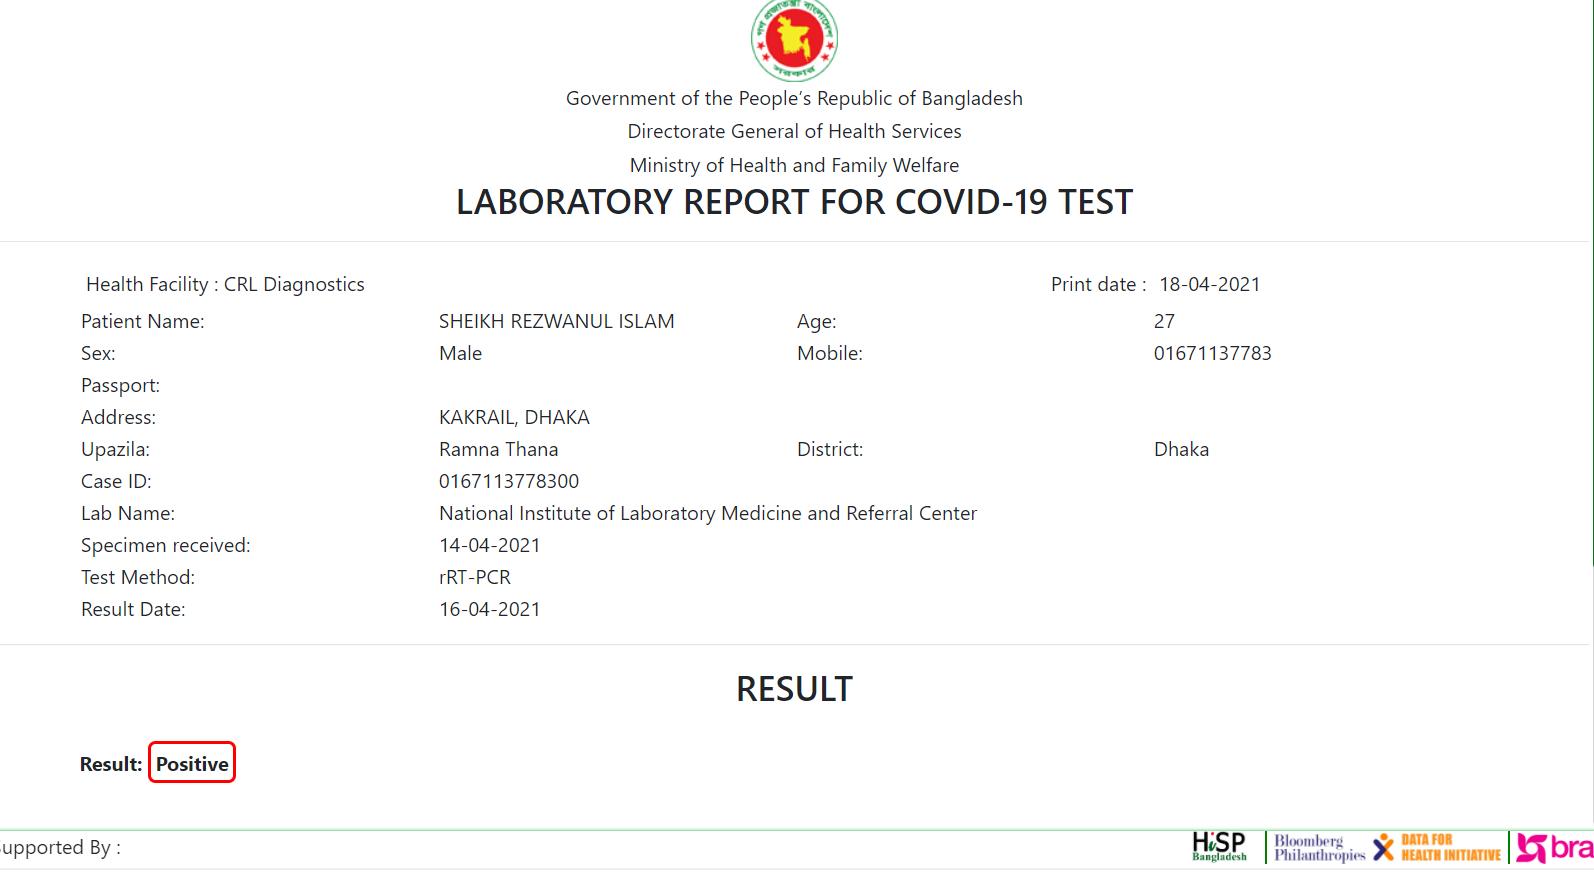 গণ প্রজাতন্ত্রী বাংলাদেশ
সরকার
Government of the People’s Republic of Bangladesh
Directorate General of Health Services
Ministry of Health and Family Welfare
LABORATORY REPORT FOR COVID-19 TEST
Health Facility : CRL Diagnostics Print date : 18-04-2021
Patient Name: SHEIKH REZWANUL ISLAM Age: 27
Sex: Male Mobile: 01671137783
Passport:
Address: KAKRAIL, DHAKA
Upazila: Ramna Thana District: Dhaka
Case ID: 0167113778300
Lab Name: National Institute of Laboratory Medicine and Referral Center
Specimen received: 14-04-2021
Test Method: rRT-PCR
Result Date: 16-04-2021
RESULT
Result: Positive
upported By :
HiSP
Bangladesh
Bloomberg
Philanthropies
DATA FOR
HEALTH INITIATIVE
bra